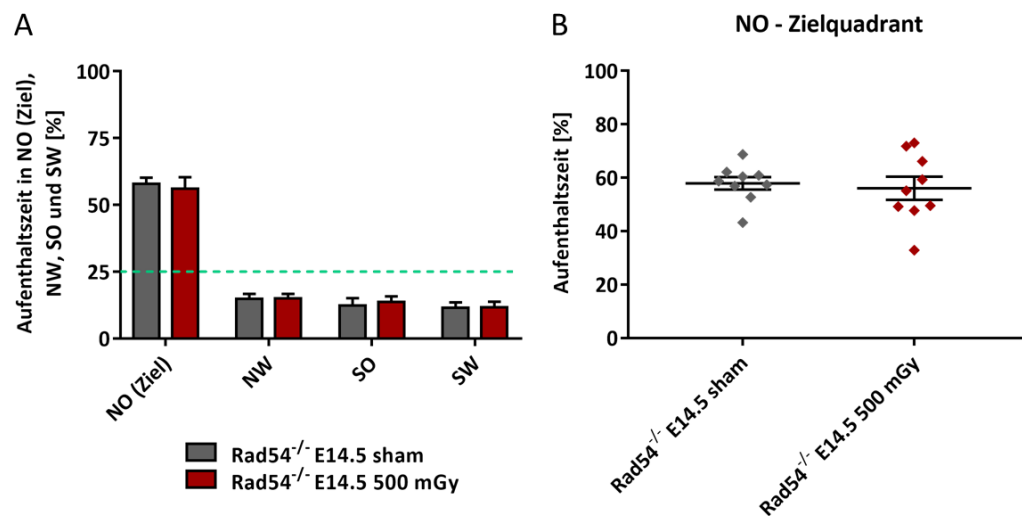 A
Aufenthaltszeit in NO (Ziel),
NW, SO und SW [%]
100
75
50
25
0
NO (Ziel)
NW
SO
SW
Rad54-/- E14.5 sham
Rad54-/- E14.5 500 mGy
B
NO - Zielquadrant
Aufenthaltszeit [%]
100
80
60
40
20
0
Rad54-/- E14.5 sham
Rad54-/- E14.5 500 mGy